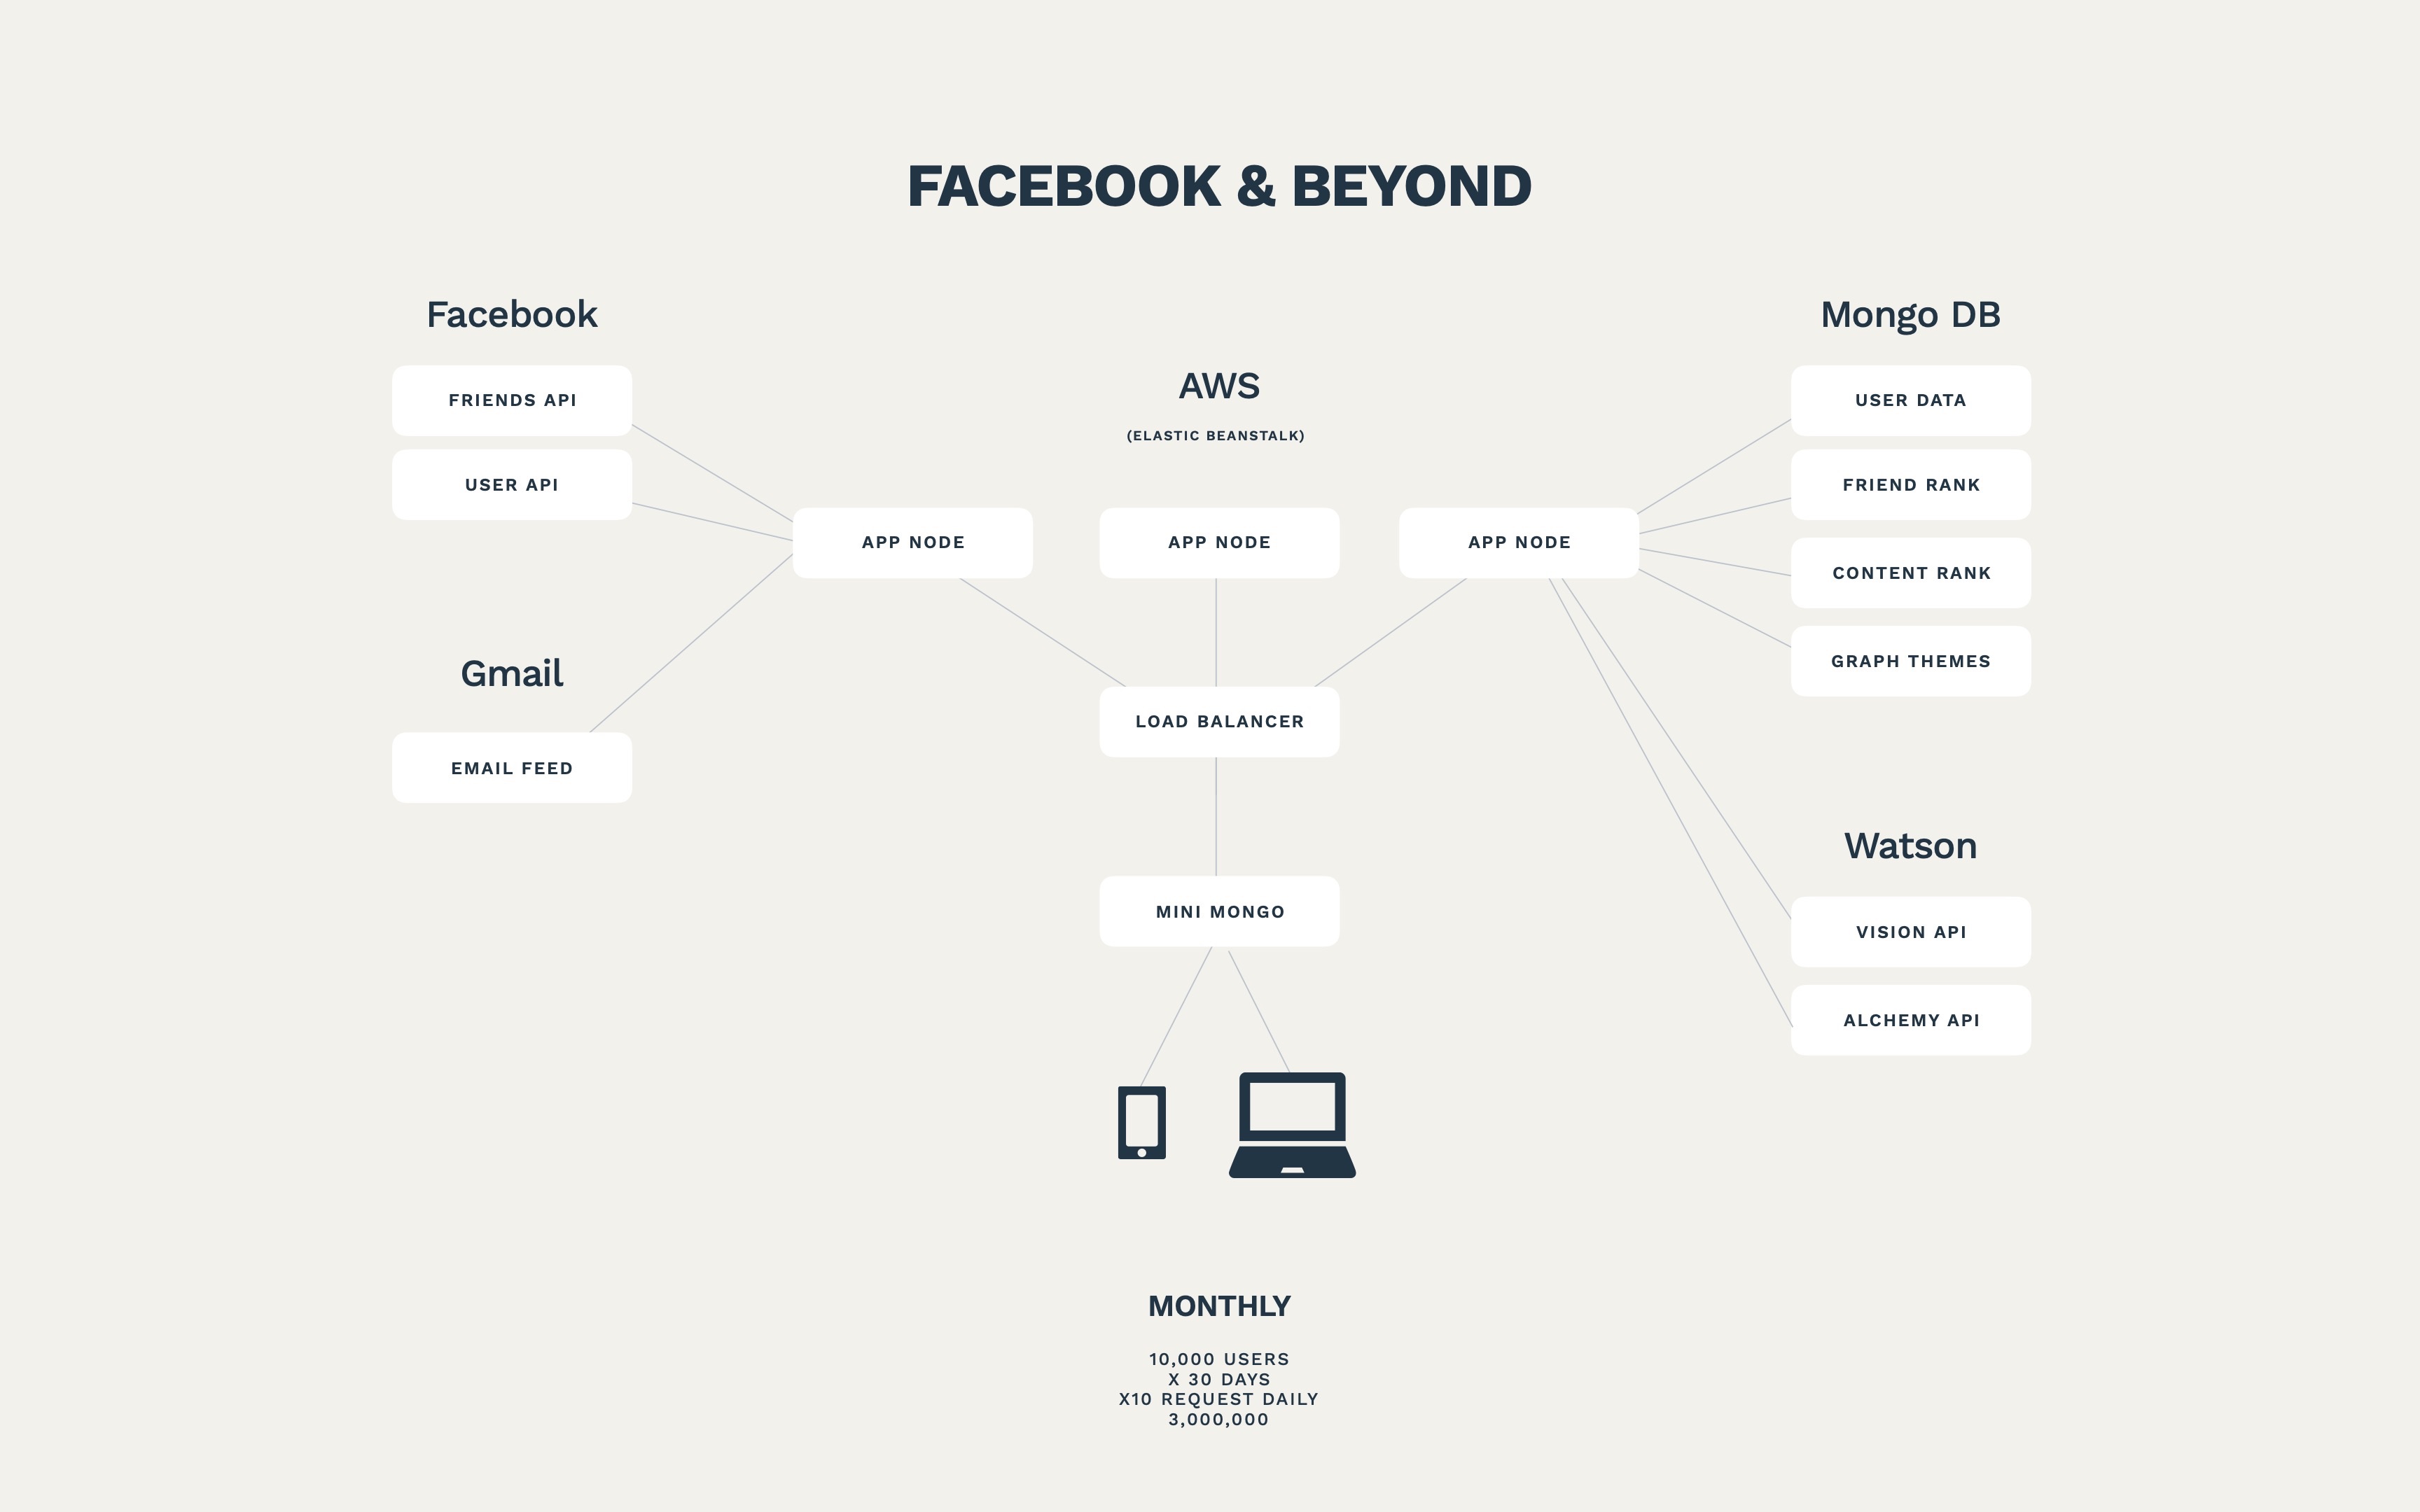 FACEBOOK & BEYOND
Facebook
FRIENDS API
USER API
Gmail
EMAIL FEED
AWS
(ELASTIC BEANSTALK)
APP NODE
APP NODE
APP NODE
LOAD BALANCER
MINI MONGO
Mongo DB
USER DATA
FRIEND RANK
CONTENT RANK
GRAPH THEMES
Watson
VISION API
ALCHEMY API
MONTHLY
10,000 USERS
X 30 DAYS
X10 REQUEST DAILY
3,000,000